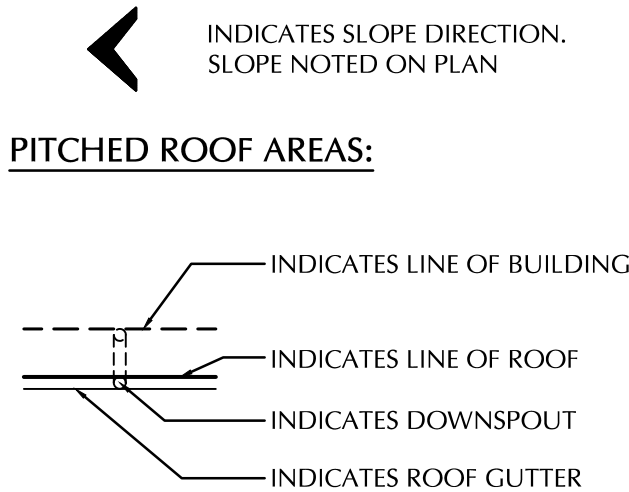 INDICATES SLOPE DIRECTION.
SLOPE NOTED ON PLAN
PITCHED ROOF AREAS:
INDICATES LINE OF BUILDING
INDICATES LINE OF ROOF
INDICATES DOWNSPOUT
INDICATES ROOF GUTTER